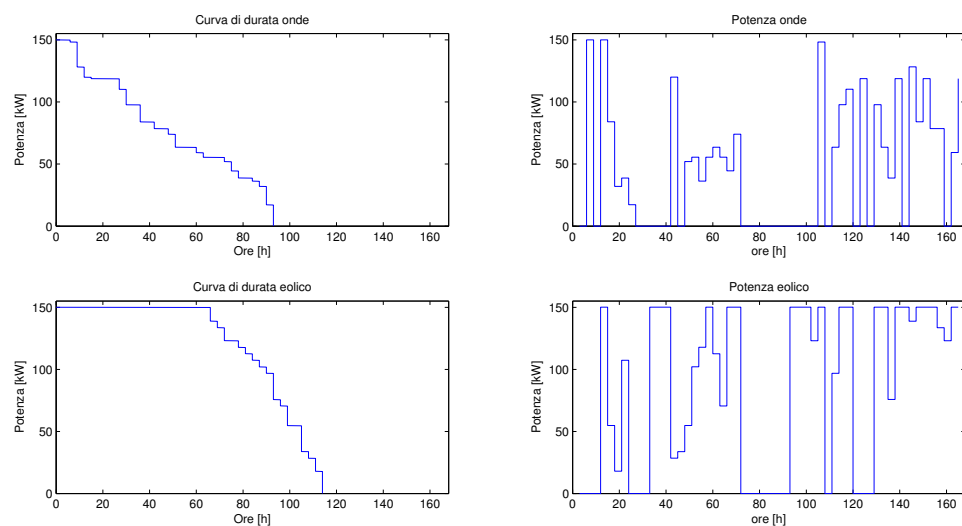 Curva di durata onde
Potenza [kW]
150
100
50
0
0 20 40 60 80 100 120 140 160
Ore [h]
Potenza onde
Potenza [kW]
150
100
50
0
0 20 40 60 80 100 120 140 160
ore [h]
Curva di durata eolico
Potenza [kW]
150
100
50
0
0 20 40 60 80 100 120 140 160
Ore [h]
Potenza eolico
Potenza [kW]
150
100
50
0
0 20 40 60 80 100 120 140 160
ore [h]